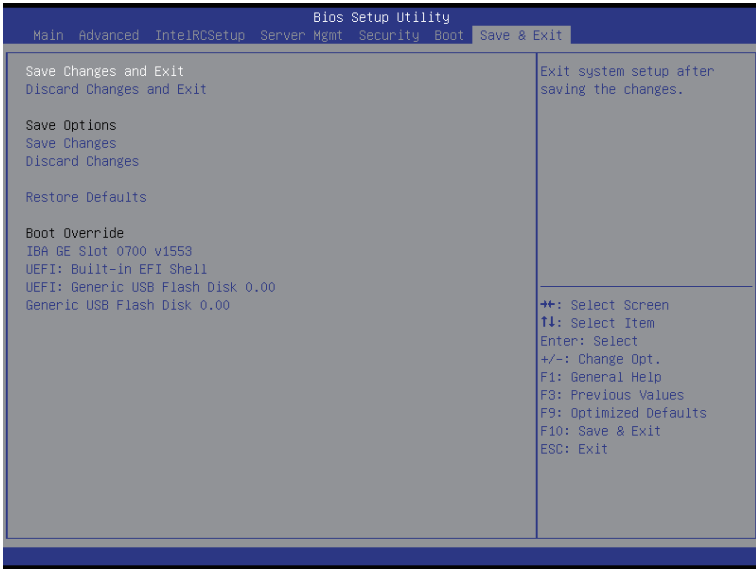 Bios Setup Utility
Main Advanced IntelRCSetup Server Mgmt Security Boot Save & Exit
Save Changes and Exit
Discard Changes and Exit
Save Options
Save Changes
Discard Changes
Restore Defaults
Boot Override
IBA GE Slot 0700 v1553
UEFI: Built-in EFI Shell
UEFI: Generic USB Flash Disk 0.00
Generic USB Flash Disk 0.00
Exit system setup after
saving the changes.
→←: Select Screen
↑↓: Select Item
Enter: Select
+/-: Change Opt.
F1: General Help
F3: Previous Values
F9: Optimized Defaults
F10: Save & Exit
ESC: Exit